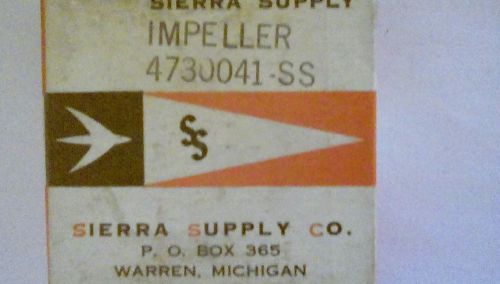 SIERRA SUPPLY
IMPELLER
4730041-SS
SS
SIERRA SUPPLY CO.
P. O. BOX 365
WARREN, MICHIGAN